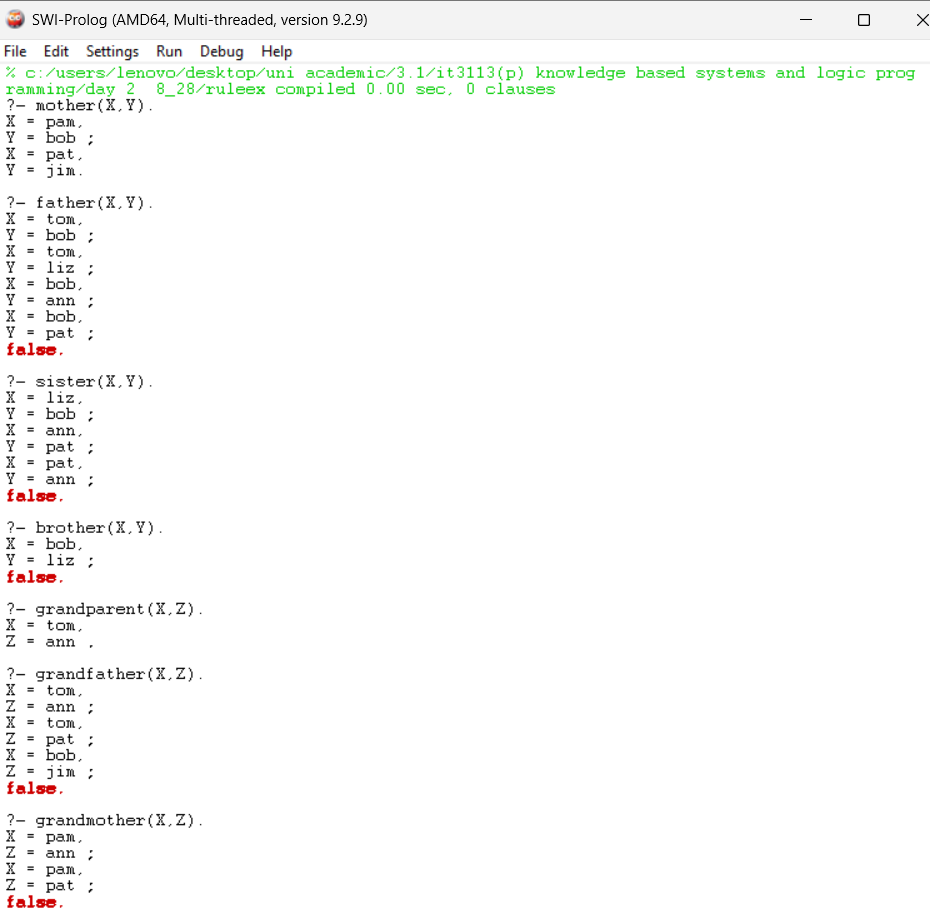 SWI-Prolog (AMD64, Multi-threaded, version 9.2.9)
File Edit Settings Run Debug Help
% c:/users/lenovo/desktop/uni academic/3.1/it3113(p) knowledge based systems and logic prog
ramming/day 2  8_28/ruleex compiled 0.00 sec, 0 clauses
?- mother(X,Y).
X = pam,
Y = bob ;
X = pat,
Y = jim.
?- father(X,Y).
X = tom,
Y = bob ;
X = tom,
Y = liz ;
X = bob,
Y = ann ;
X = bob,
Y = pat ;
false.
?- sister(X,Y).
X = liz,
Y = bob ;
X = ann,
Y = pat ;
X = pat,
Y = ann ;
false.
?- brother(X,Y).
X = bob,
Y = liz ;
false.
?- grandparent(X,Z).
X = tom,
Z = ann .
?- grandfather(X,Z).
X = tom,
Z = ann ;
X = tom,
Z = pat ;
X = bob,
Z = jim ;
false.
?- grandmother(X,Z).
X = pam,
Z = ann ;
X = pam,
Z = pat ;
false.